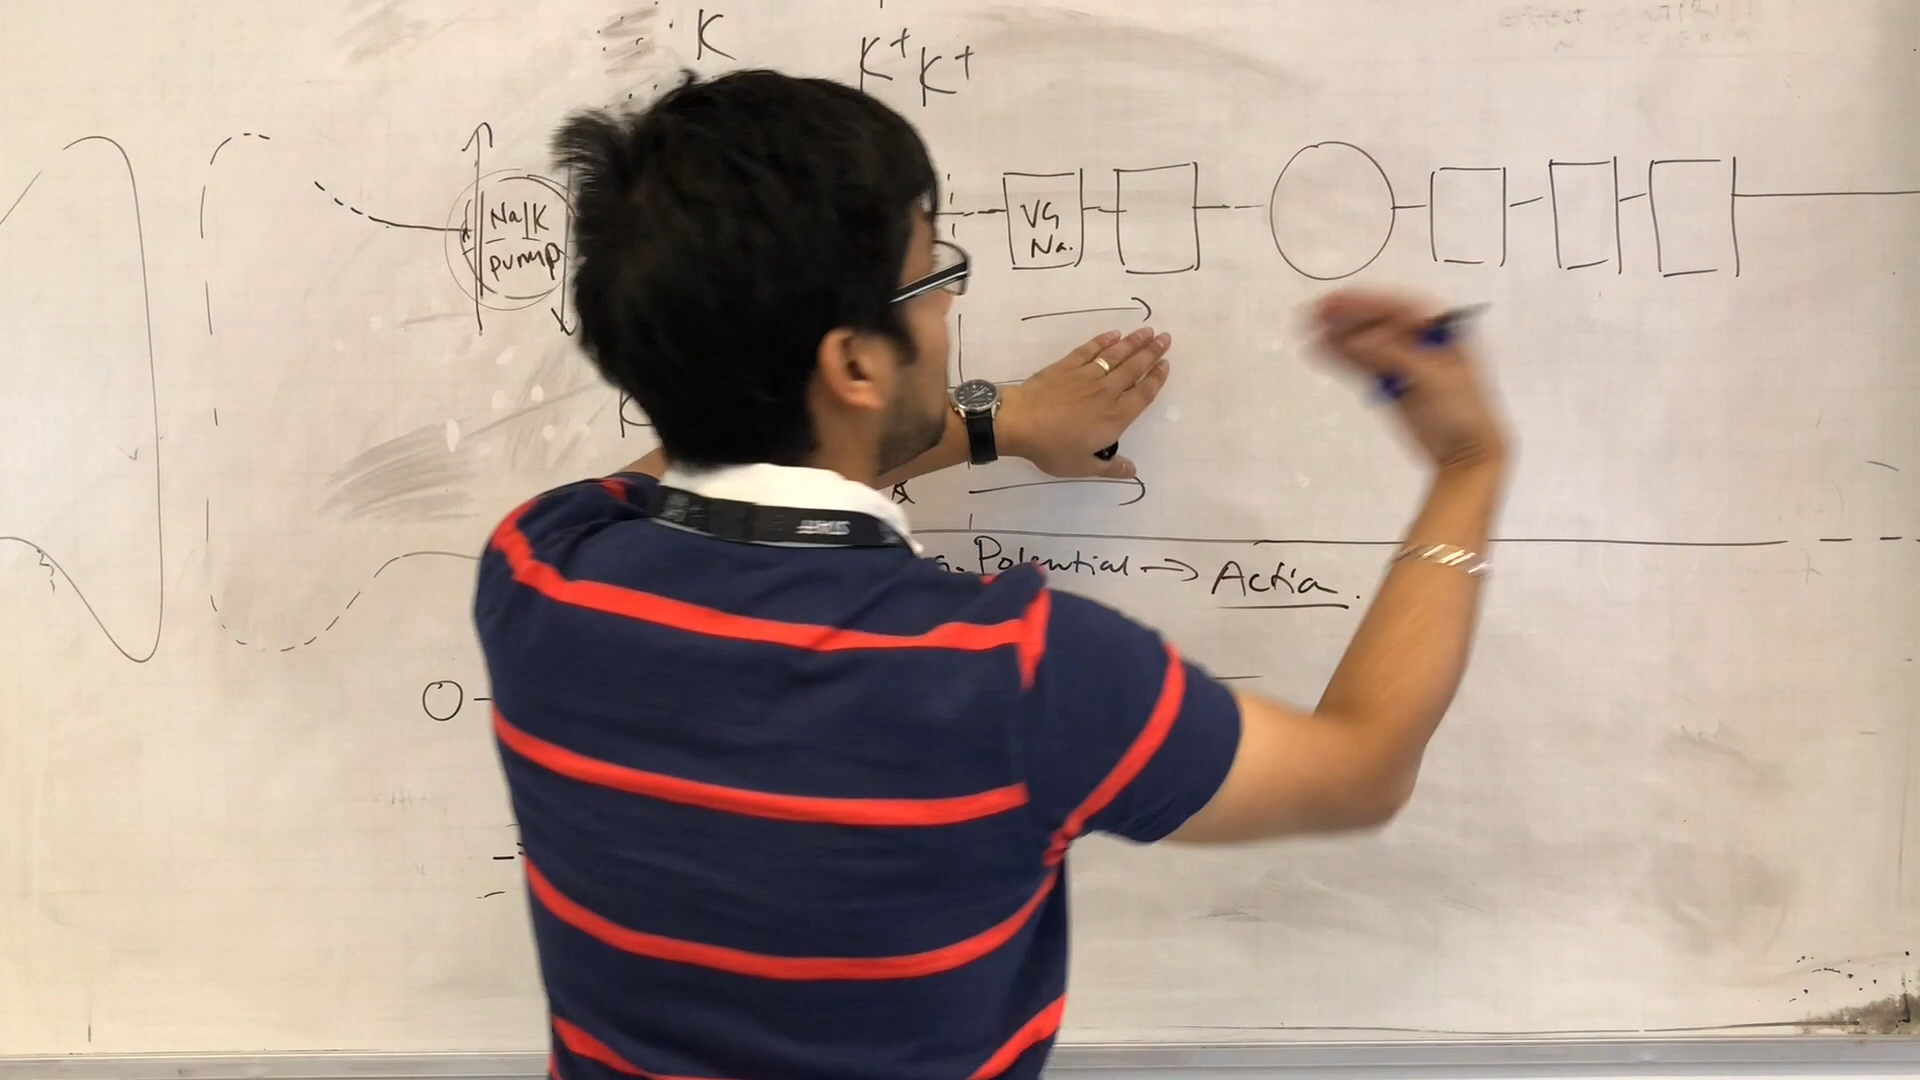 K
K+ K+
Na/K
pump
VG
Na.
K
Potential → Action.